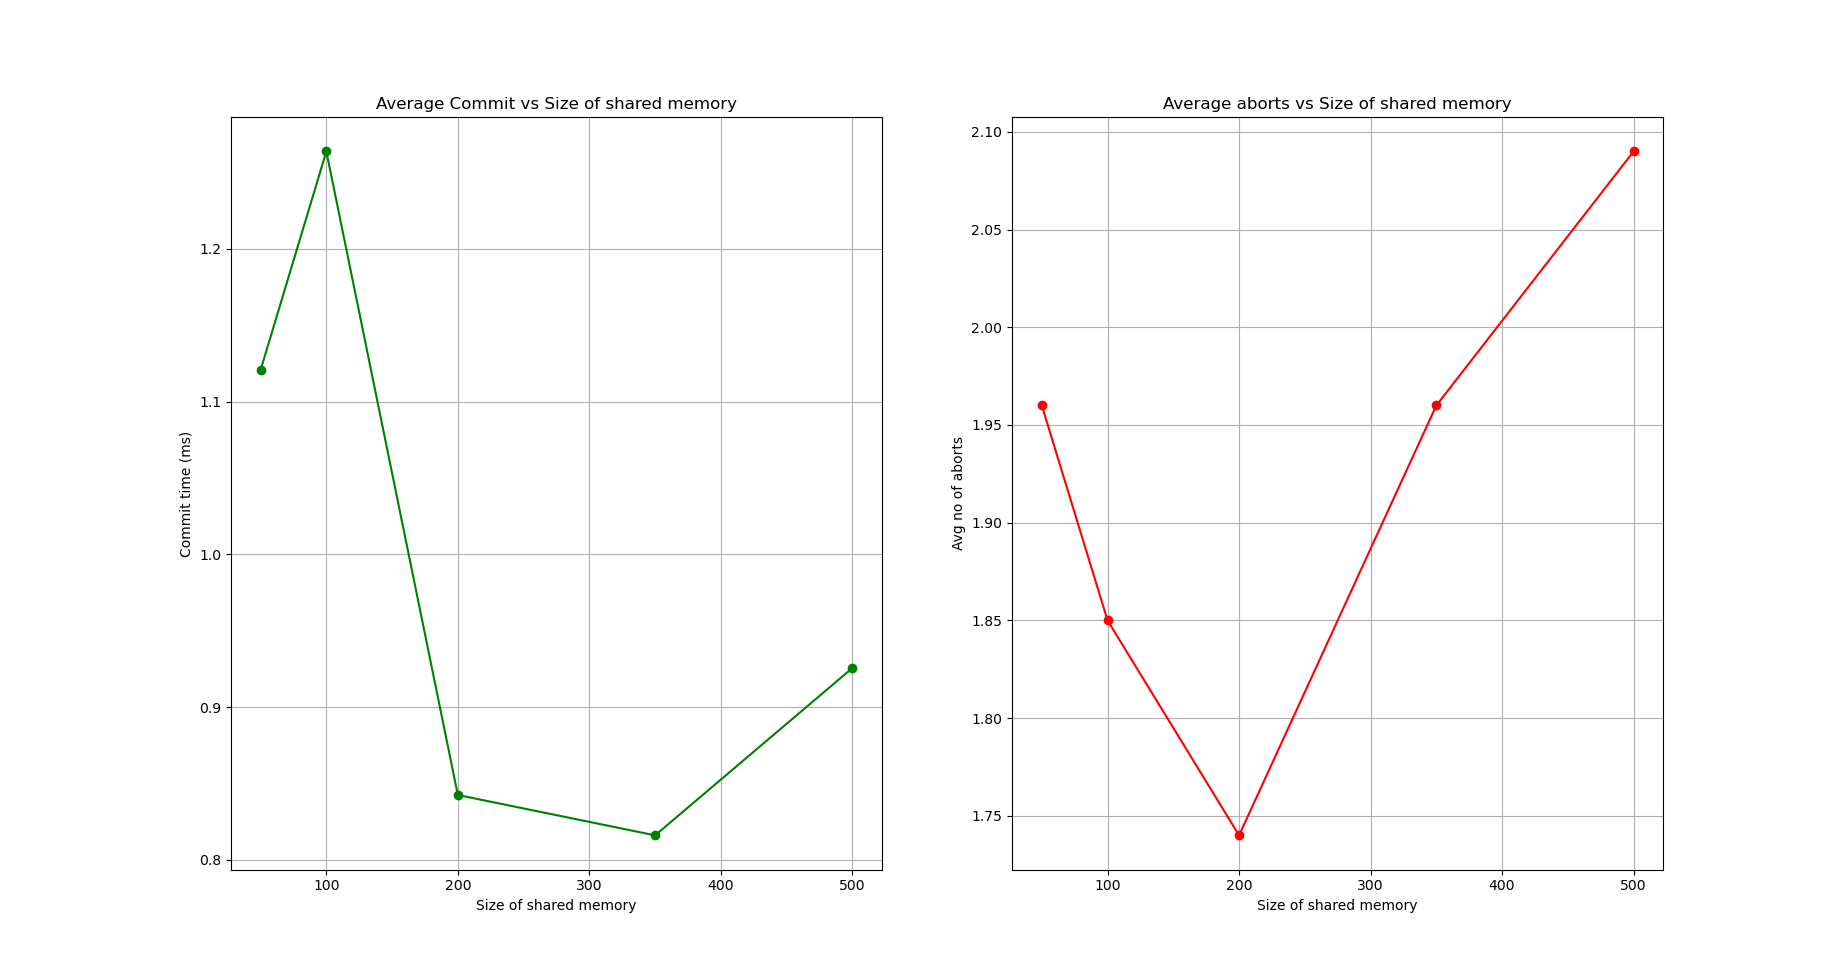 Average Commit vs Size of shared memory
1.2
1.1
1.0
0.9
0.8
Commit time (ms)
100 200 300 400 500
Size of shared memory
Average aborts vs Size of shared memory
2.10
2.05
2.00
1.95
1.90
1.85
1.80
1.75
Avg no of aborts
100 200 300 400 500
Size of shared memory